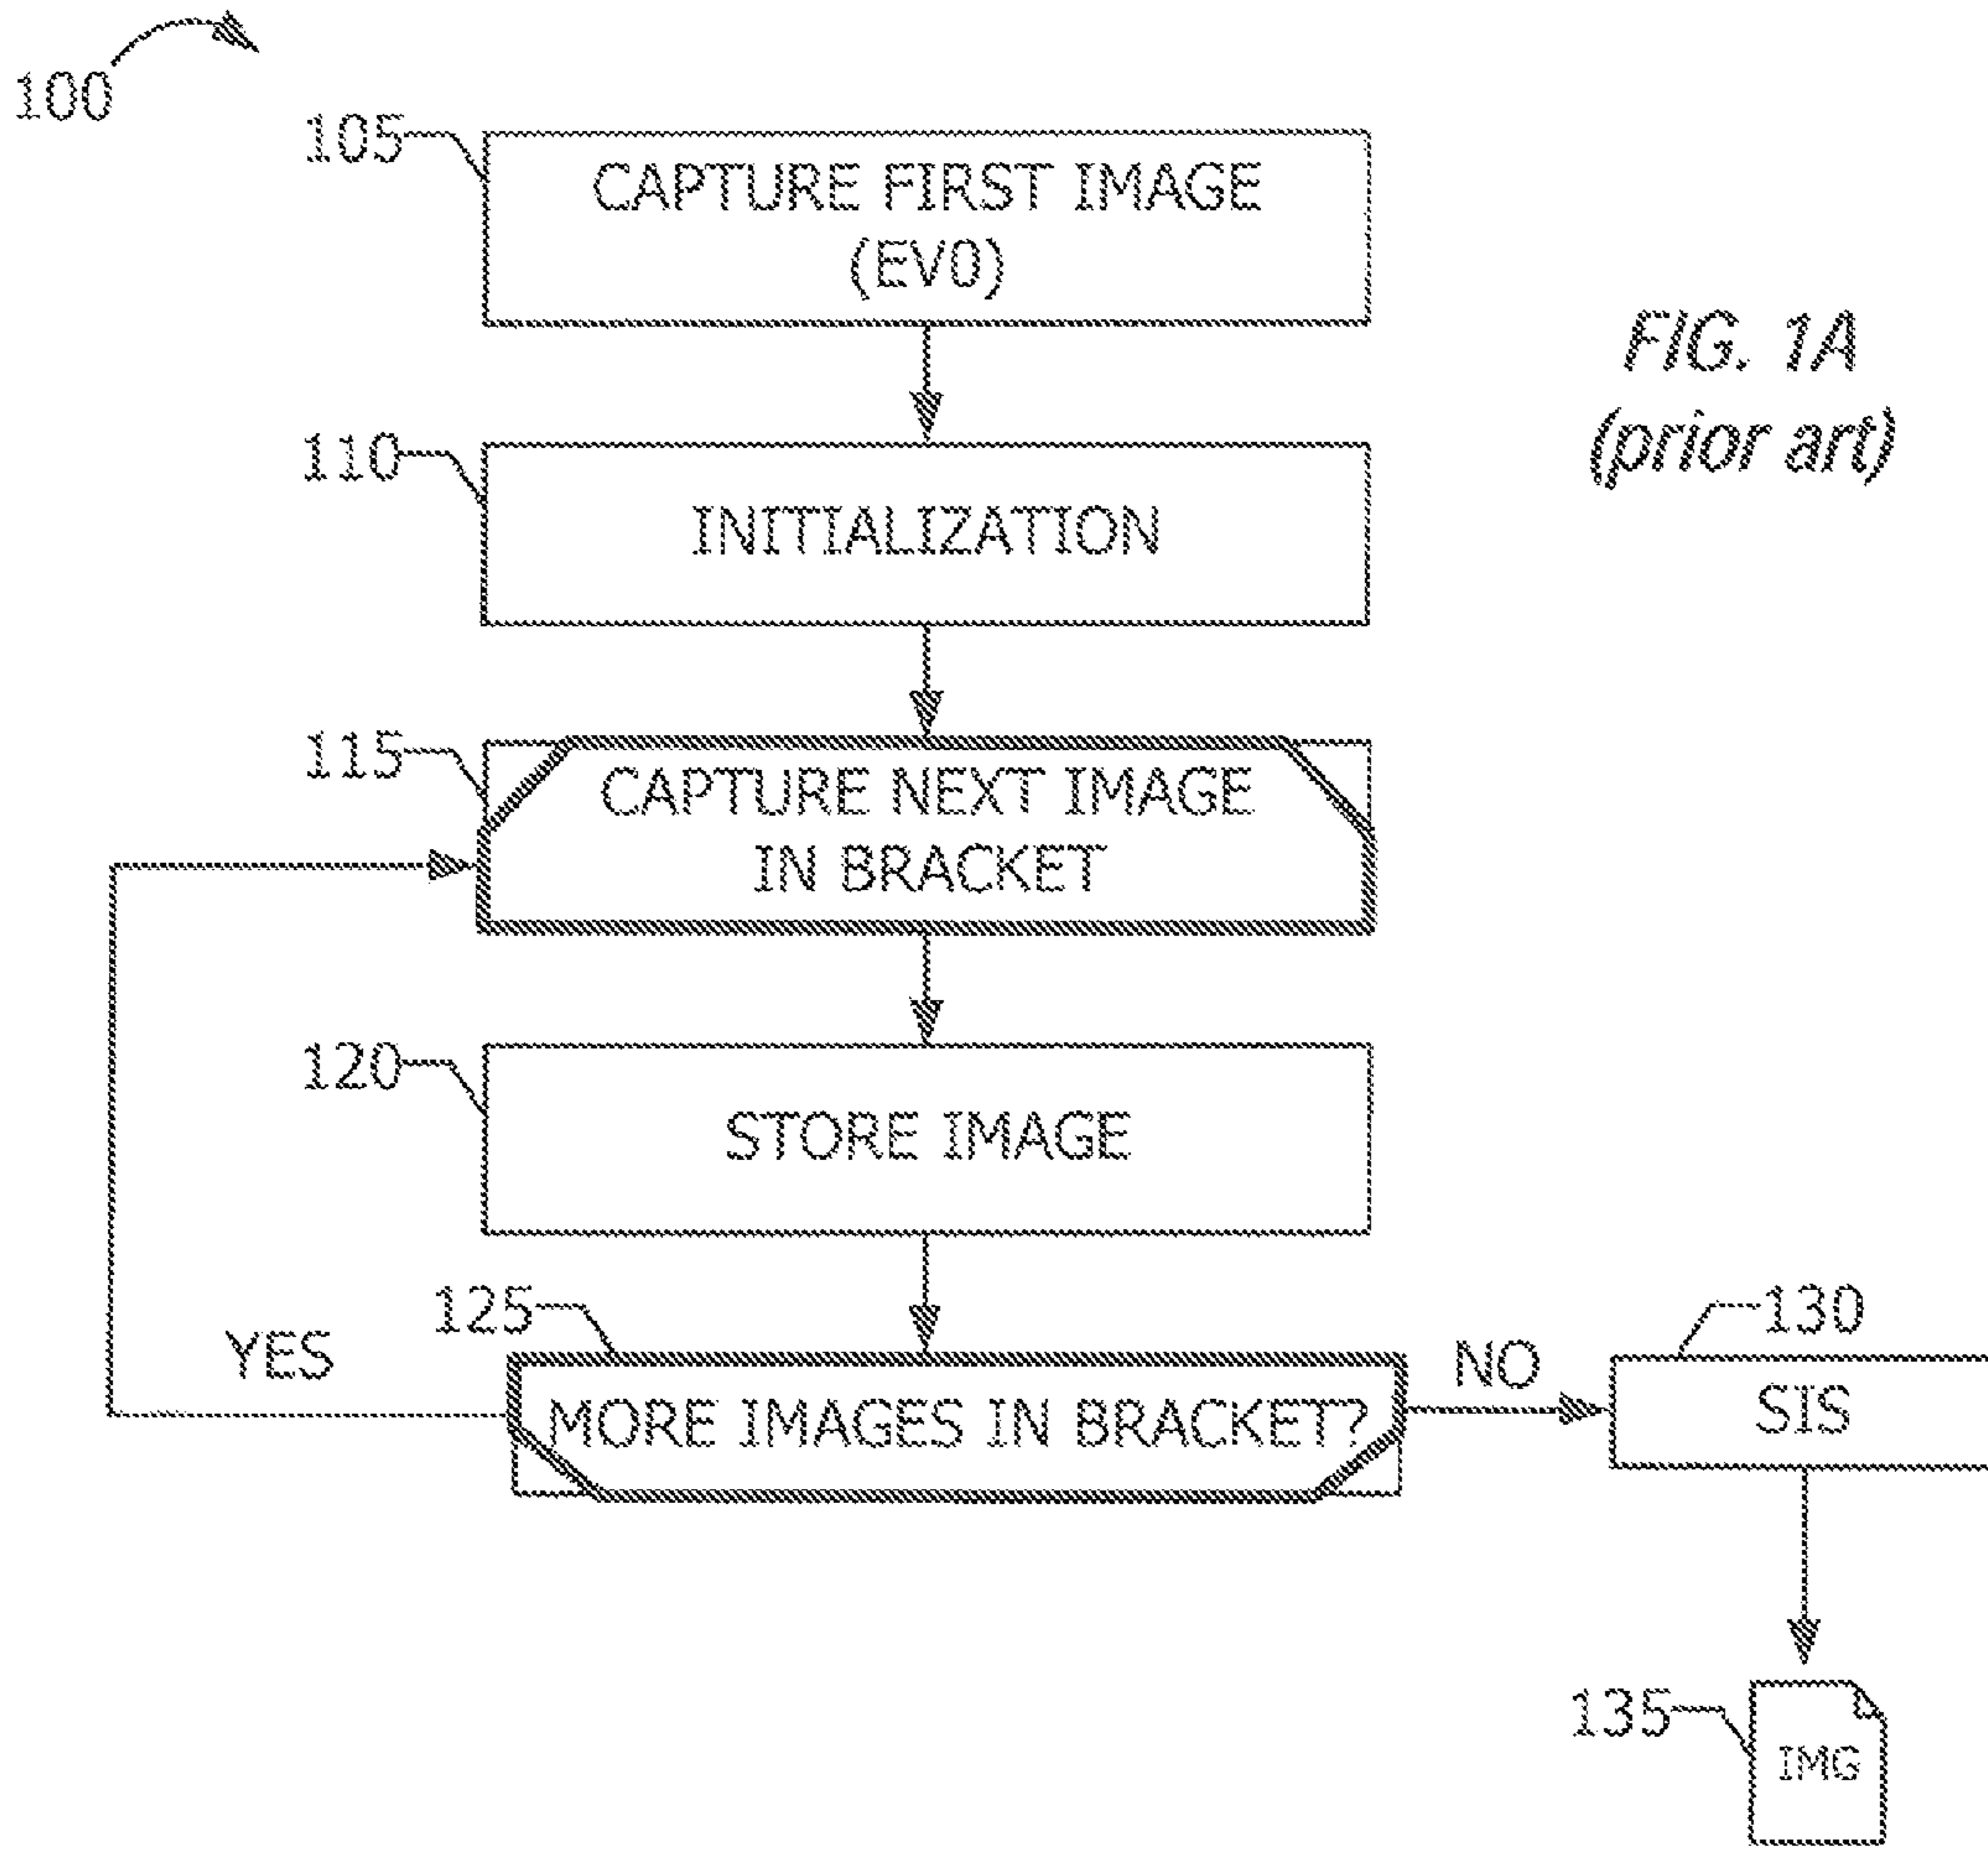 100
105
CAPTURE FIRST IMAGE
(EV0)
FIG. 1A
(prior art)
110
INITIALIZATION
115
CAPTURE NEXT IMAGE
IN BRACKET
120
STORE IMAGE
125
YES
MORE IMAGES IN BRACKET?
NO
130
SIS
135
IMG